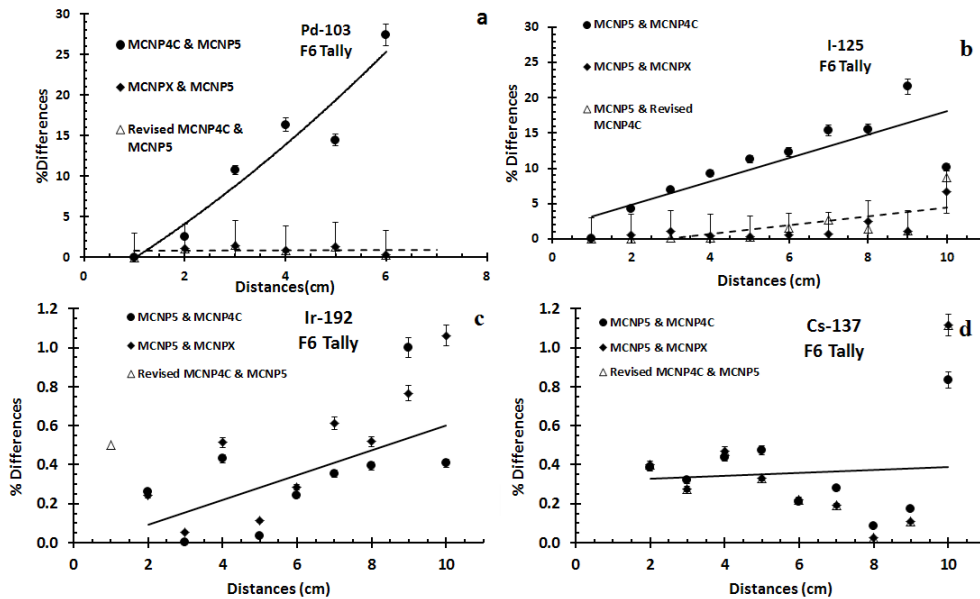 a
Pd-103
F6 Tally
MCNP4C & MCNP5
MCNPX & MCNP5
Revised MCNP4C &
MCNP5
%Differences
30
25
20
15
10
5
0
0 2 4 6 8
Distances(cm)
b
I-125
F6 Tally
MCNP5 & MCNP4C
MCNP5 & MCNPX
MCNP5 & Revised
MCNP4C
% Differences
30
25
20
15
10
5
0
0 2 4 6 8 10
Distances (cm)
c
Ir-192
F6 Tally
MCNP5 & MCNP4C
MCNP5 & MCNPX
Revised MCNP4C & MCNP5
% Differences
1.2
1.0
0.8
0.6
0.4
0.2
0.0
0 2 4 6 8 10
Distances (cm)
d
Cs-137
F6 Tally
MCNP5 & MCNP4C
MCNP5 & MCNPX
Revised MCNP4C & MCNP5
% Differences
1.2
1.0
0.8
0.6
0.4
0.2
0.0
0 2 4 6 8 10
Distances (cm)